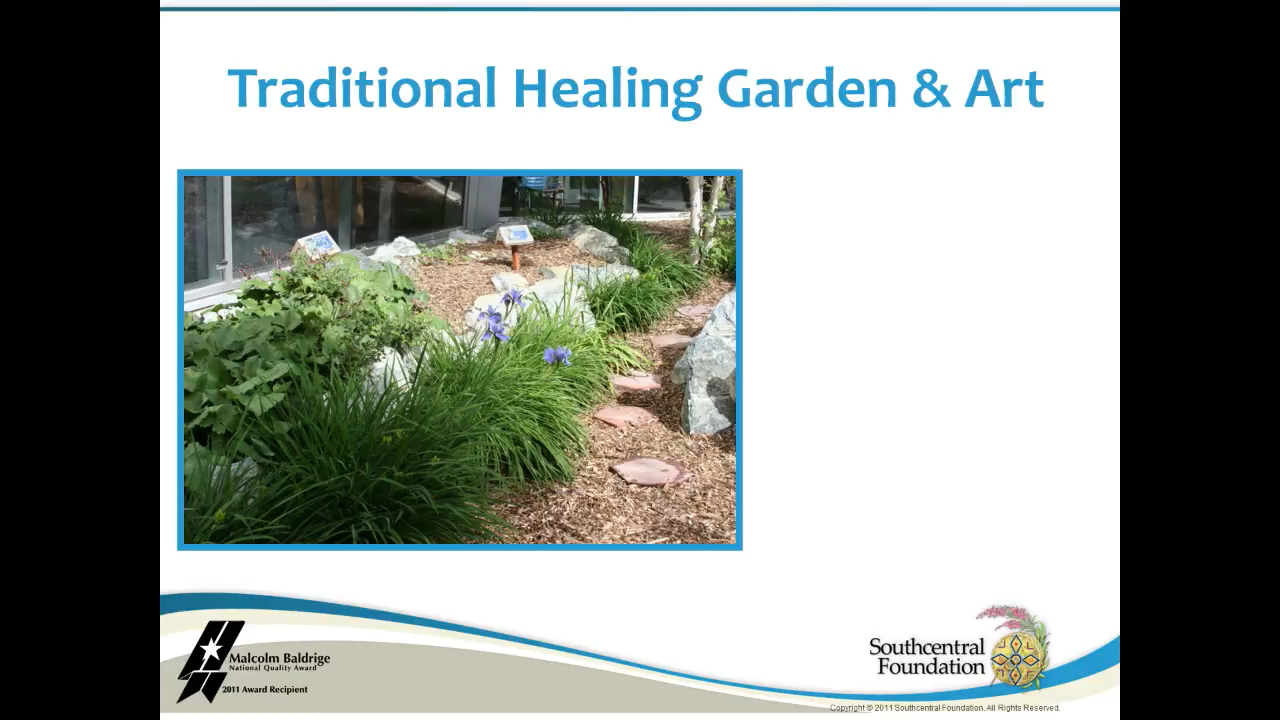 Traditional Healing Garden & Art
Malcolm Baldrige
National Quality Award
2011 Award Recipient
Southcentral
Foundation
Copyright © 2011 Southcentral Foundation. All Rights Reserved.